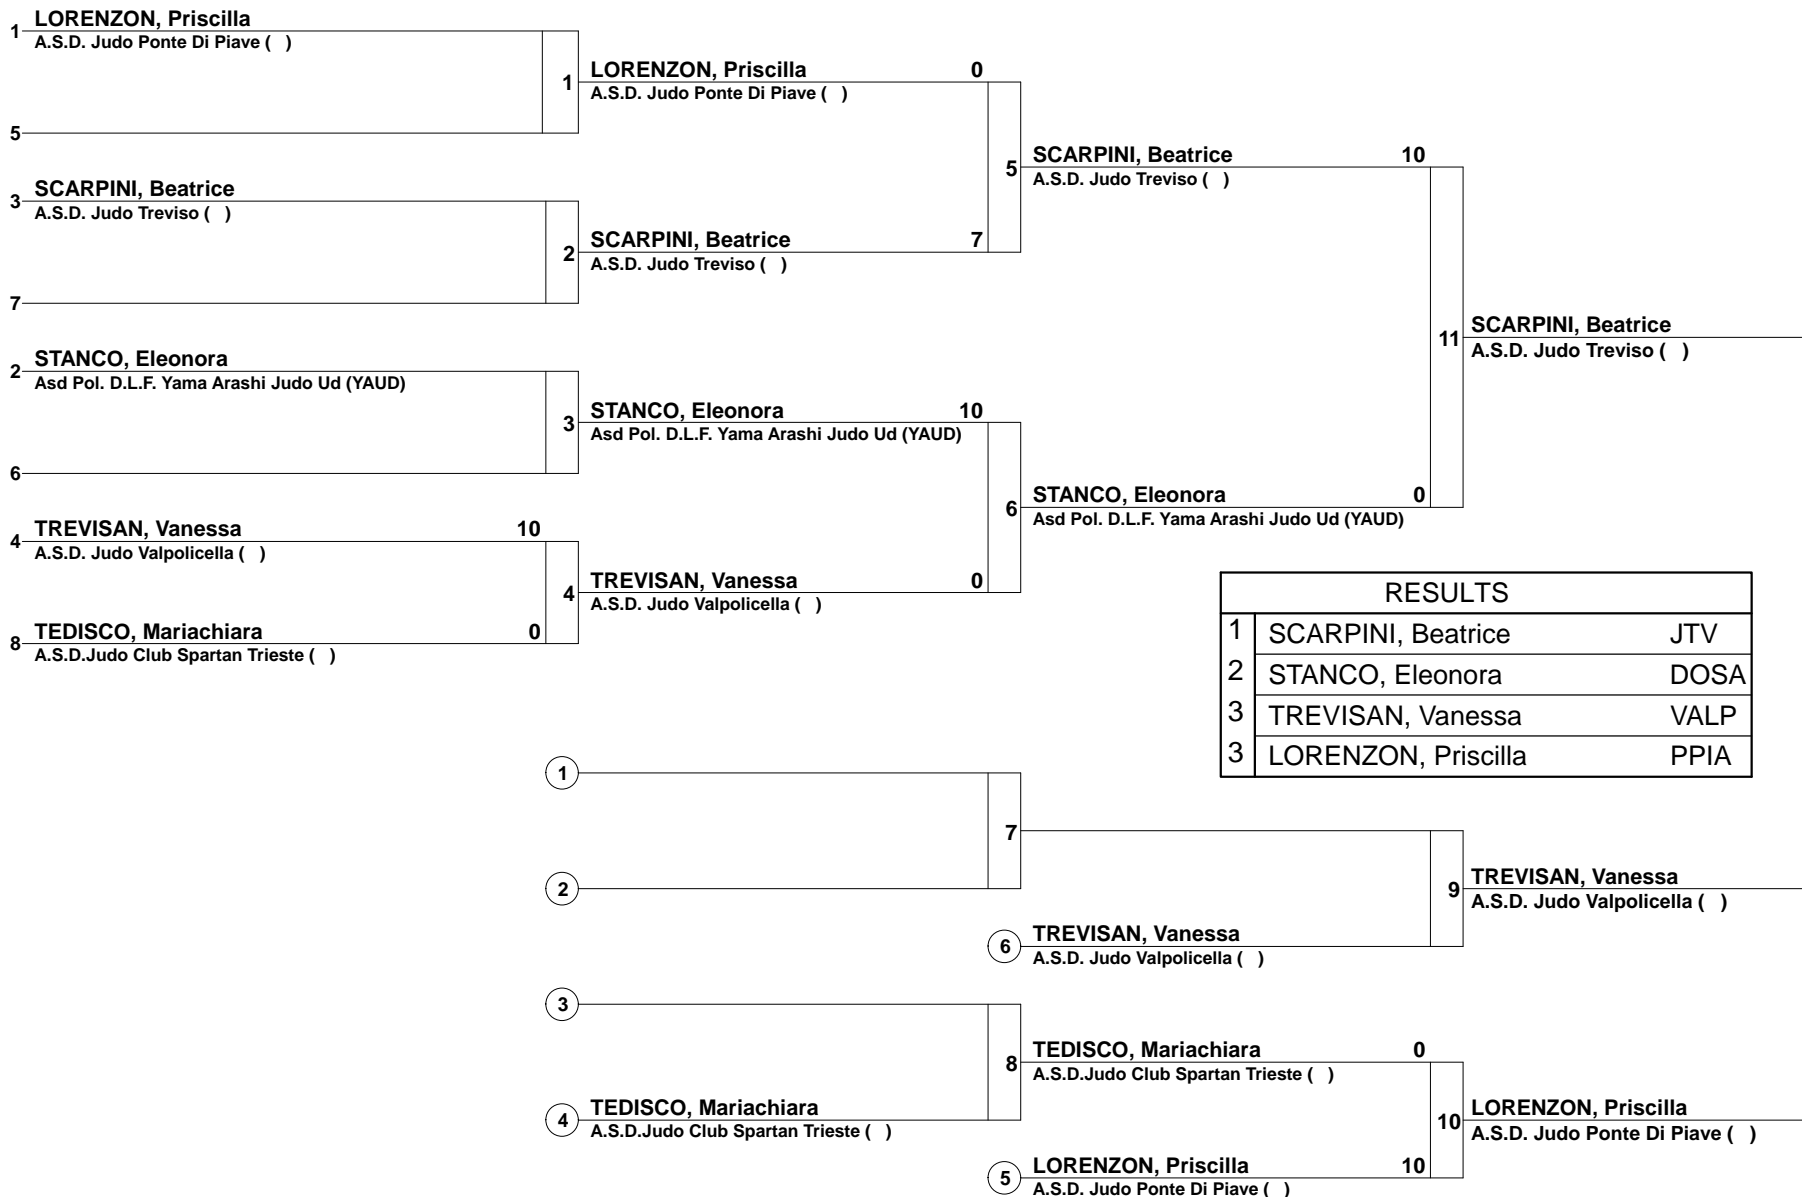 LORENZON, Priscilla
1
A.S.D. Judo Ponte Di Piave (   )
1
LORENZON, Priscilla 0
A.S.D. Judo Ponte Di Piave (   )
5
5
SCARPINI, Beatrice 10
A.S.D. Judo Treviso (   )
SCARPINI, Beatrice
3
A.S.D. Judo Treviso (   )
2
SCARPINI, Beatrice 7
A.S.D. Judo Treviso (   )
7
11
SCARPINI, Beatrice
A.S.D. Judo Treviso (   )
STANCO, Eleonora
2
Asd Pol. D.L.F. Yama Arashi Judo Ud (YAUD)
3
STANCO, Eleonora 10
Asd Pol. D.L.F. Yama Arashi Judo Ud (YAUD)
6
6
STANCO, Eleonora 0
Asd Pol. D.L.F. Yama Arashi Judo Ud (YAUD)
TREVISAN, Vanessa 10
4
A.S.D. Judo Valpolicella (   )
4
TREVISAN, Vanessa 0
A.S.D. Judo Valpolicella (   )
TEDISCO, Mariachiara 0
8
A.S.D.Judo Club Spartan Trieste (   )
RESULTS
1 SCARPINI, Beatrice JTV
2 STANCO, Eleonora DOSA
3 TREVISAN, Vanessa VALP
3 LORENZON, Priscilla PPIA
1
7
2
9
TREVISAN, Vanessa
A.S.D. Judo Valpolicella (   )
6
TREVISAN, Vanessa
A.S.D. Judo Valpolicella (   )
3
8
TEDISCO, Mariachiara 0
A.S.D.Judo Club Spartan Trieste (   )
4
TEDISCO, Mariachiara
A.S.D.Judo Club Spartan Trieste (   )
10
LORENZON, Priscilla
A.S.D. Judo Ponte Di Piave (   )
5
LORENZON, Priscilla 10
A.S.D. Judo Ponte Di Piave (   )